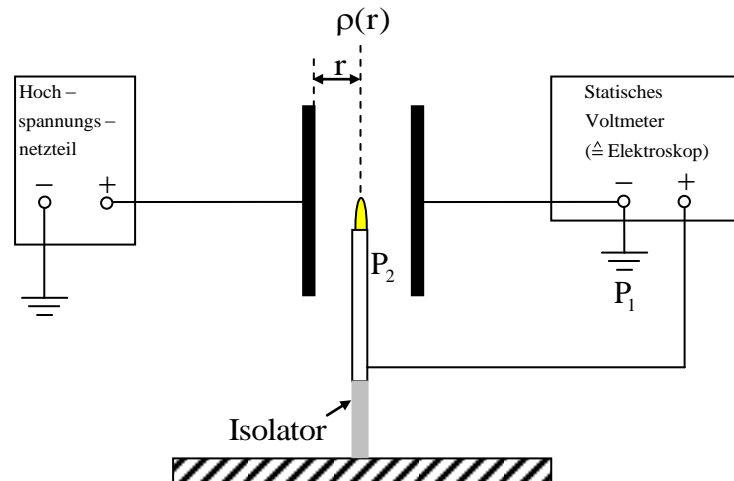 ρ(r)
r
Hoch –
spannungs –
netzteil
– +
Statisches
Voltmeter
(≙ Elektroskop)
– +
P₂
P₁
Isolator